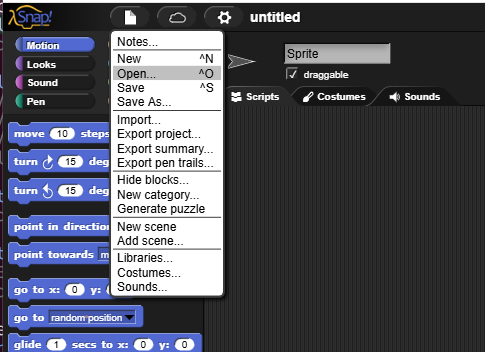 Snap!
untitled
Notes...
New ^N
Open... ^O
Save ^S
Save As...
Import...
Export project...
Export summary...
Export pen trails...
Hide blocks...
New category...
Generate puzzle
New scene
Add scene...
Libraries...
Costumes...
Sounds...
Motion
Looks
Sound
Pen
move 10 steps
turn 15 deg
turn 15 deg
point in direction
point towards m
go to x: 0 y:
go to random position
glide 1 secs to x: 0 y: 0
Sprite
draggable
Scripts Costumes Sounds